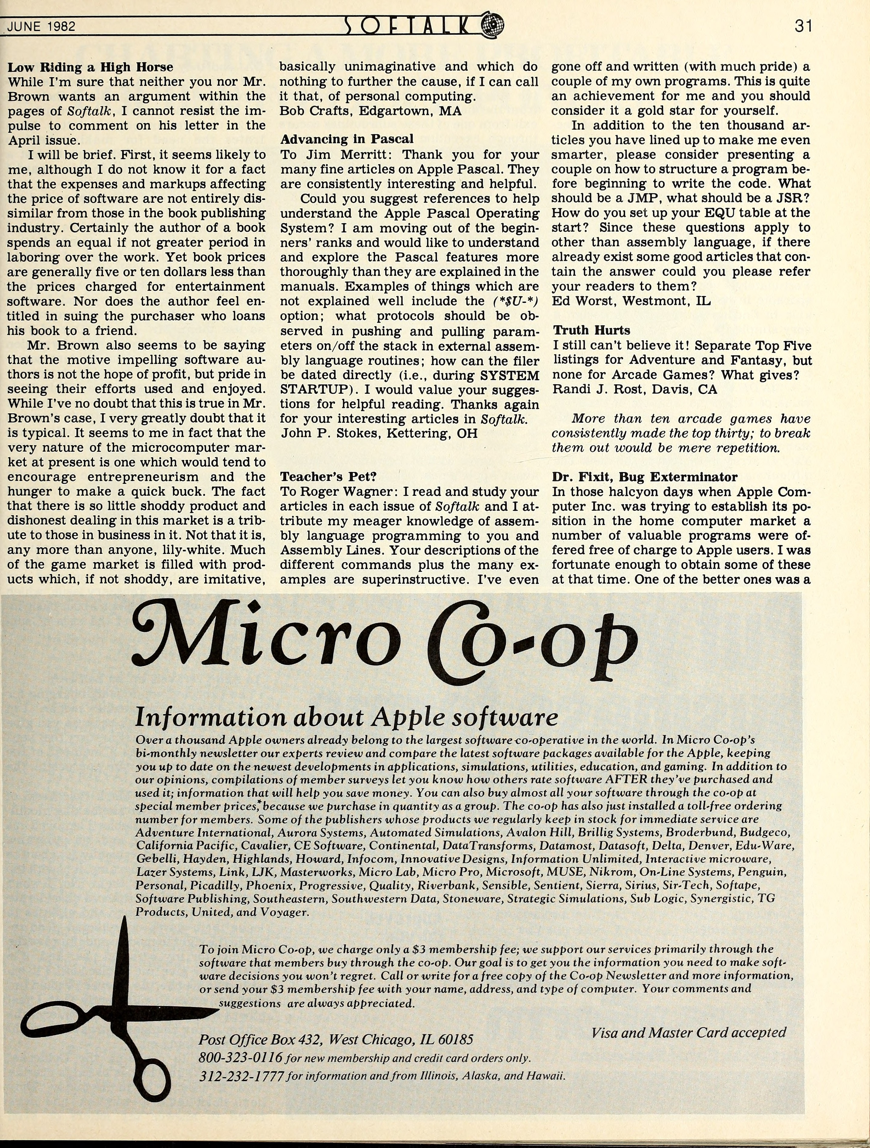 JUNE 1982
SOFTALK
31
Low Riding a High Horse
While I'm sure that neither you nor Mr.
Brown wants an argument within the
pages of Softalk, I cannot resist the im-
pulse to comment on his letter in the
April issue.
I will be brief. First, it seems likely to
me, although I do not know it for a fact
that the expenses and markups affecting
the price of software are not entirely dis-
similar from those in the book publishing
industry. Certainly the author of a book
spends an equal if not greater period in
laboring over the work. Yet book prices
are generally five or ten dollars less than
the prices charged for entertainment
software. Nor does the author feel en-
titled in suing the purchaser who loans
his book to a friend.
Mr. Brown also seems to be saying
that the motive impelling software au-
thors is not the hope of profit, but pride in
seeing their efforts used and enjoyed.
While I've no doubt that this is true in Mr.
Brown's case, I very greatly doubt that it
is typical. It seems to me in fact that the
very nature of the microcomputer mar-
ket at present is one which would tend to
encourage entrepreneurism and the
hunger to make a quick buck. The fact
that there is so little shoddy product and
dishonest dealing in this market is a trib-
ute to those in business in it. Not that it is,
any more than anyone, lily-white. Much
of the game market is filled with prod-
ucts which, if not shoddy, are imitative,
basically unimaginative and which do
nothing to further the cause, if I can call
it that, of personal computing.
Bob Crafts, Edgartown, MA
Advancing in Pascal
To Jim Merritt: Thank you for your
many fine articles on Apple Pascal. They
are consistently interesting and helpful.
Could you suggest references to help
understand the Apple Pascal Operating
System? I am moving out of the begin-
ners' ranks and would like to understand
and explore the Pascal features more
thoroughly than they are explained in the
manuals. Examples of things which are
not explained well include the (*$U-*)
option; what protocols should be ob-
served in pushing and pulling param-
eters on/off the stack in external assem-
bly language routines; how can the filer
be dated directly (i.e., during SYSTEM
STARTUP). I would value your sugges-
tions for helpful reading. Thanks again
for your interesting articles in Softalk.
John P. Stokes, Kettering, OH
Teacher's Pet?
To Roger Wagner: I read and study your
articles in each issue of Softalk and I at-
tribute my meager knowledge of assem-
bly language programming to you and
Assembly Lines. Your descriptions of the
different commands plus the many ex-
amples are superinstructive. I've even
gone off and written (with much pride) a
couple of my own programs. This is quite
an achievement for me and you should
consider it a gold star for yourself.
In addition to the ten thousand ar-
ticles you have lined up to make me even
smarter, please consider presenting a
couple on how to structure a program be-
fore beginning to write the code. What
should be a JMP, what should be a JSR?
How do you set up your EQU table at the
start? Since these questions apply to
other than assembly language, if there
already exist some good articles that con-
tain the answer could you please refer
your readers to them?
Ed Worst, Westmont, IL
Truth Hurts
I still can't believe it! Separate Top Five
listings for Adventure and Fantasy, but
none for Arcade Games? What gives?
Randi J. Rost, Davis, CA
More than ten arcade games have
consistently made the top thirty; to break
them out would be mere repetition.
Dr. Fixit, Bug Exterminator
In those halcyon days when Apple Com-
puter Inc. was trying to establish its po-
sition in the home computer market a
number of valuable programs were of-
fered free of charge to Apple users. I was
fortunate enough to obtain some of these
at that time. One of the better ones was a
Micro Co-op
Information about Apple software
Over a thousand Apple owners already belong to the largest software co-operative in the world. In Micro Co-op's
bi-monthly newsletter our experts review and compare the latest software packages available for the Apple, keeping
you up to date on the newest developments in applications, simulations, utilities, education, and gaming. In addition to
our opinions, compilations of member surveys let you know how others rate software AFTER they've purchased and
used it; information that will help you save money. You can also buy almost all your software through the co-op at
special member prices, because we purchase in quantity as a group. The co-op has also just installed a toll-free ordering
number for members. Some of the publishers whose products we regularly keep in stock for immediate service are
Adventure International, Aurora Systems, Automated Simulations, Avalon Hill, Brillig Systems, Broderbund, Budgeco,
California Pacific, Cavalier, CE Software, Continental, DataTransforms, Datamost, Datasoft, Delta, Denver, Edu-Ware,
Gebelli, Hayden, Highlands, Howard, Infocom, Innovative Designs, Information Unlimited, Interactive microware,
Lazer Systems, Link, LJK, Masterworks, Micro Lab, Micro Pro, Microsoft, MUSE, Nikrom, On-Line Systems, Penguin,
Personal, Picadilly, Phoenix, Progressive, Quality, Riverbank, Sensible, Sentient, Sierra, Sirius, Sir-Tech, Softape,
Software Publishing, Southeastern, Southwestern Data, Stoneware, Strategic Simulations, Sub Logic, Synergistic, TG
Products, United, and Voyager.
To join Micro Co-op, we charge only a $3 membership fee; we support our services primarily through the
software that members buy through the co-op. Our goal is to get you the information you need to make soft-
ware decisions you won't regret. Call or write for a free copy of the Co-op Newsletter and more information,
or send your $3 membership fee with your name, address, and type of computer. Your comments and
suggestions are always appreciated.
Post Office Box 432, West Chicago, IL 60185
Visa and Master Card accepted
800-323-0116 for new membership and credit card orders only.
312-232-1777 for information and from Illinois, Alaska, and Hawaii.